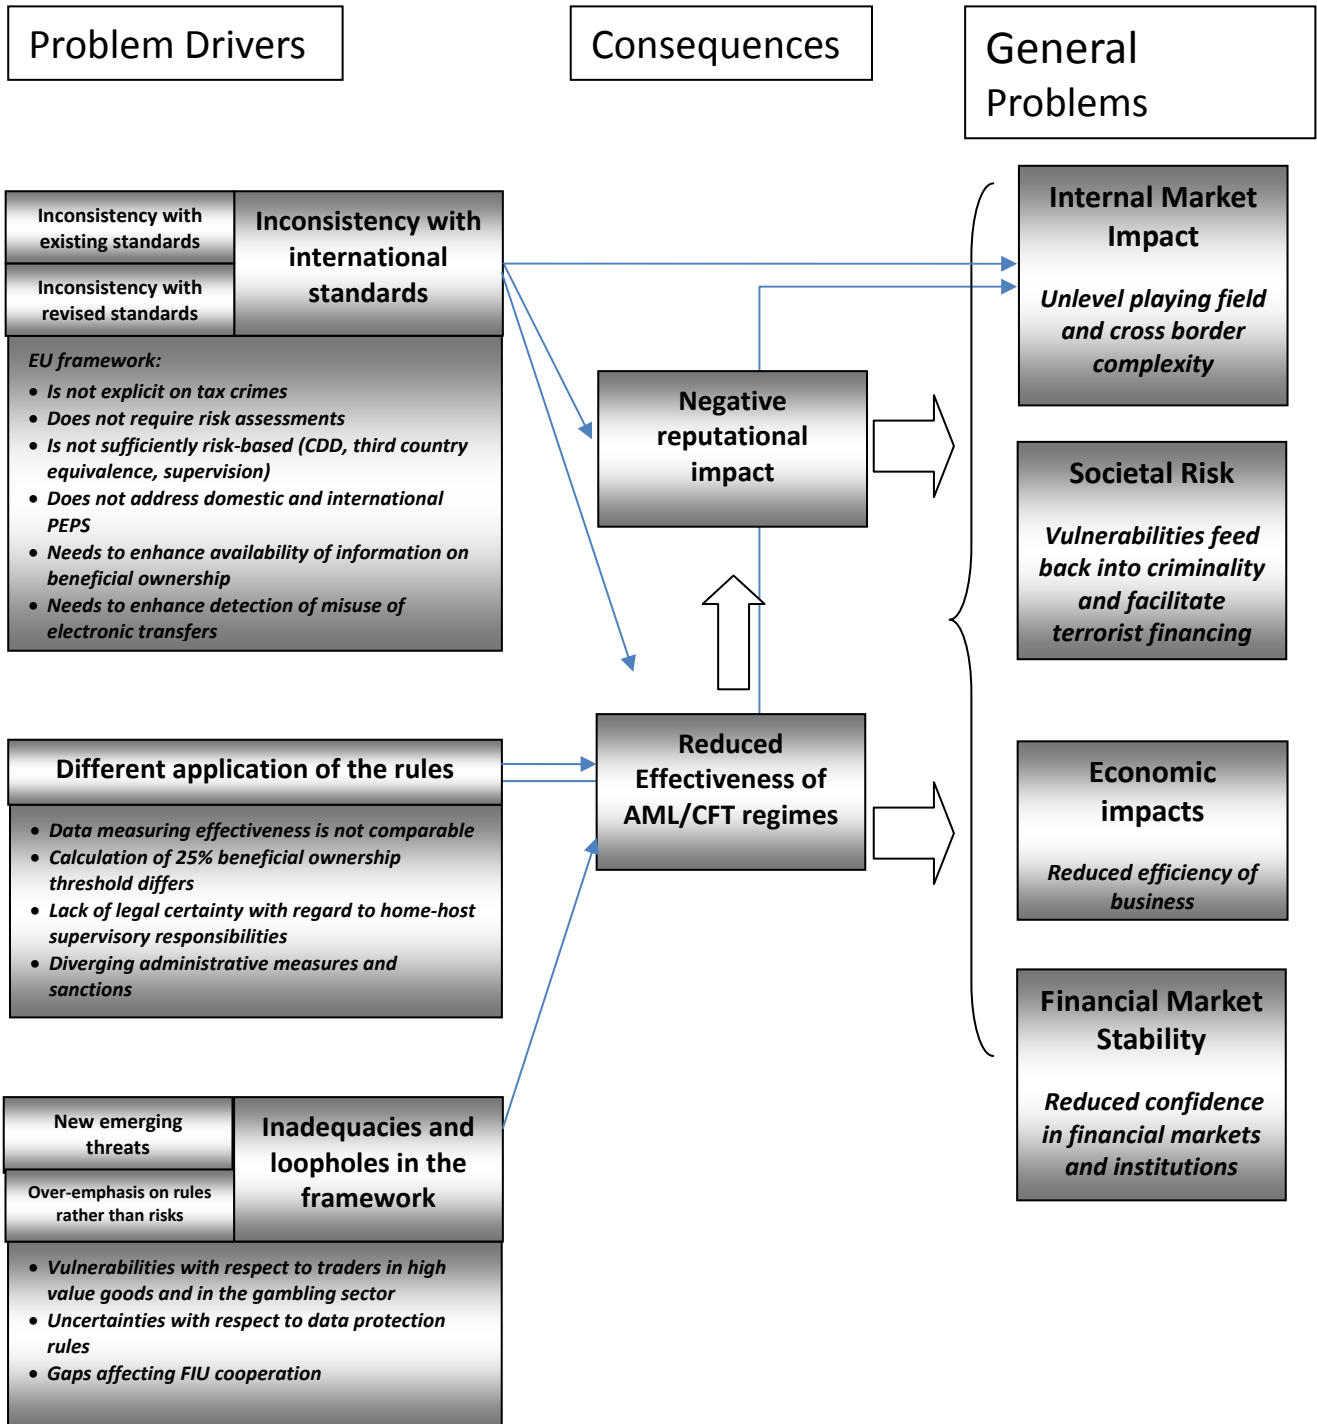 Problem Drivers
Consequences
General
Problems
Inconsistency with
existing standards
Inconsistency with
revised standards
Inconsistency with
international
standards
EU framework:
• Is not explicit on tax crimes
• Does not require risk assessments
• Is not sufficiently risk-based (CDD, third country
equivalence, supervision)
• Does not address domestic and international
PEPS
• Needs to enhance availability of information on
beneficial ownership
• Needs to enhance detection of misuse of
electronic transfers
Different application of the rules
• Data measuring effectiveness is not comparable
• Calculation of 25% beneficial ownership
threshold differs
• Lack of legal certainty with regard to home-host
supervisory responsibilities
• Diverging administrative measures and
sanctions
New emerging
threats
Over-emphasis on rules
rather than risks
Inadequacies and
loopholes in the
framework
• Vulnerabilities with respect to traders in high
value goods and in the gambling sector
• Uncertainties with respect to data protection
rules
• Gaps affecting FIU cooperation
Negative
reputational
impact
Reduced
Effectiveness of
AML/CFT regimes
Internal Market
Impact
Unlevel playing field
and cross border
complexity
Societal Risk
Vulnerabilities feed
back into criminality
and facilitate
terrorist financing
Economic
impacts
Reduced efficiency of
business
Financial Market
Stability
Reduced confidence
in financial markets
and institutions